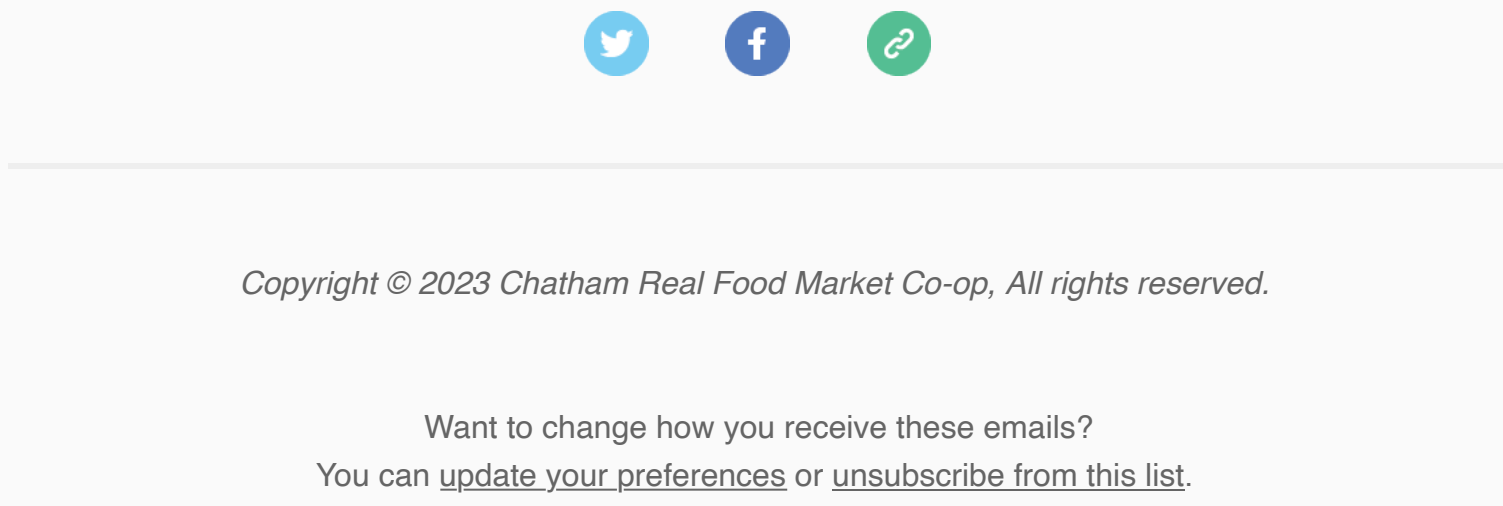 Copyright © 2023 Chatham Real Food Market Co-op, All rights reserved.
Want to change how you receive these emails?
You can update your preferences or unsubscribe from this list.